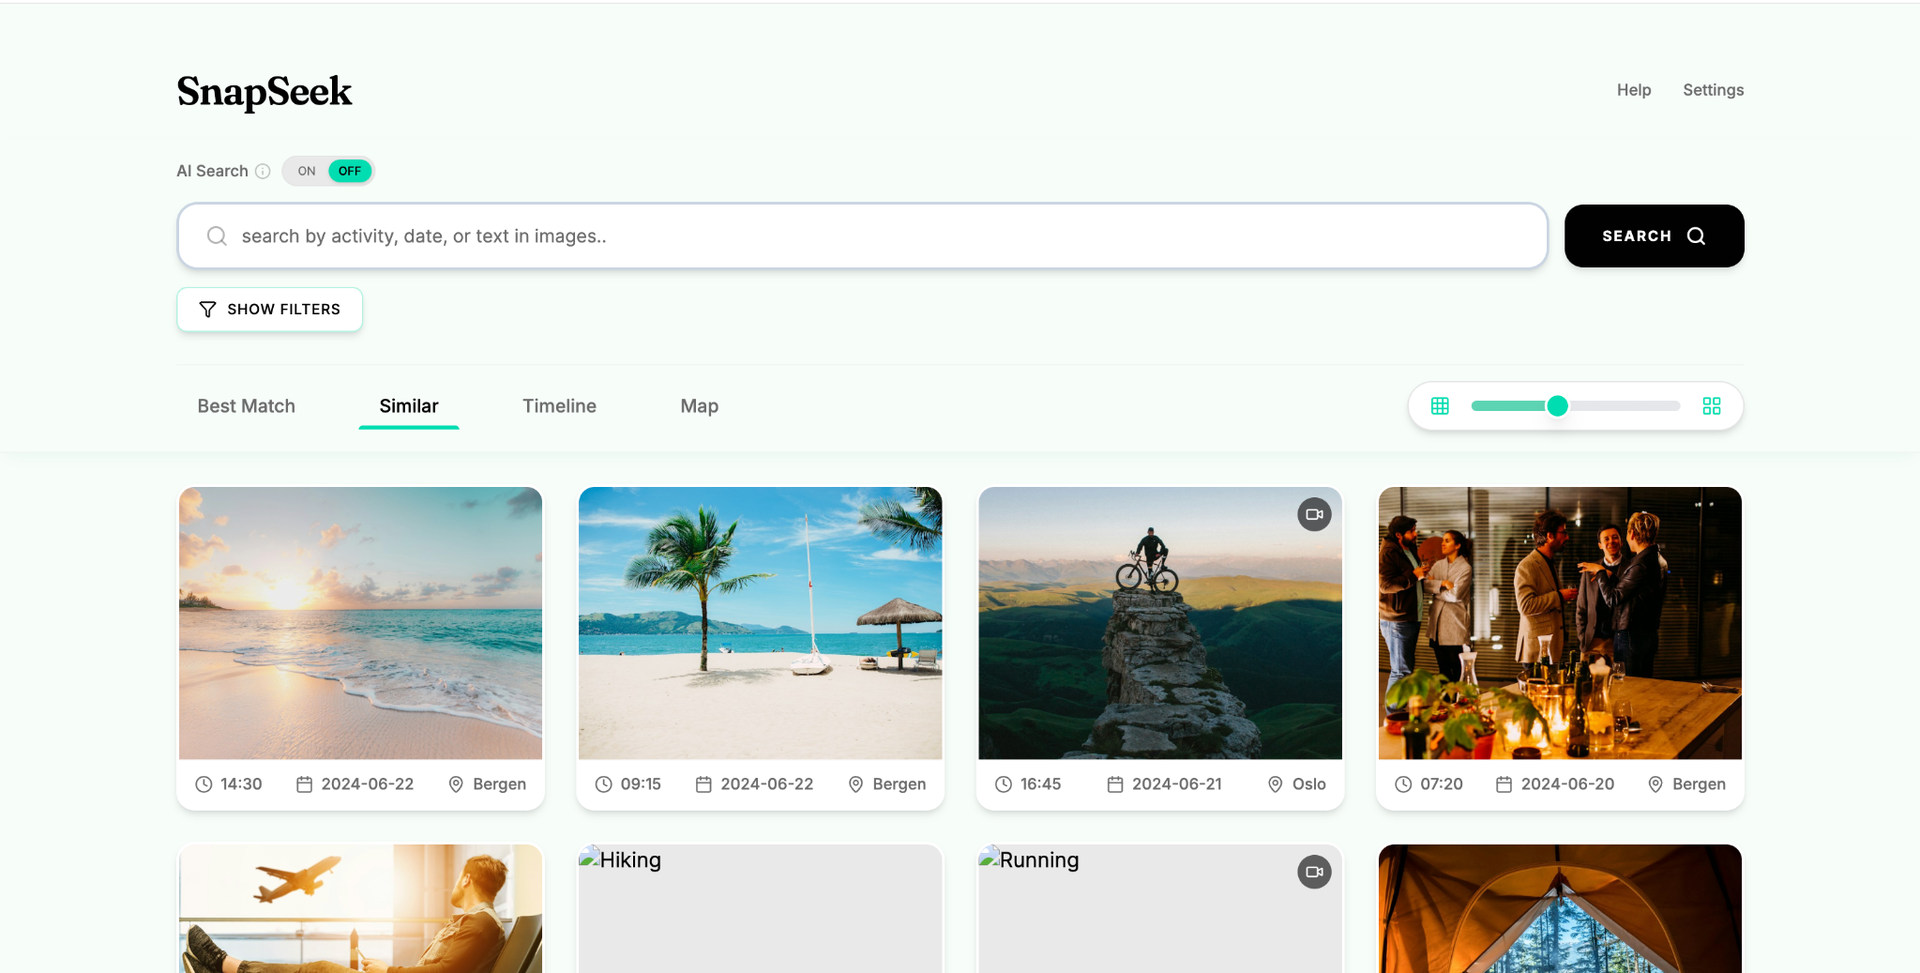 SnapSeek
Help
Settings
AI Search
ON
OFF
search by activity, date, or text in images..
SEARCH
SHOW FILTERS
Best Match
Similar
Timeline
Map
14:30 2024-06-22 Bergen
09:15 2024-06-22 Bergen
16:45 2024-06-21 Oslo
07:20 2024-06-20 Bergen
Hiking
Running